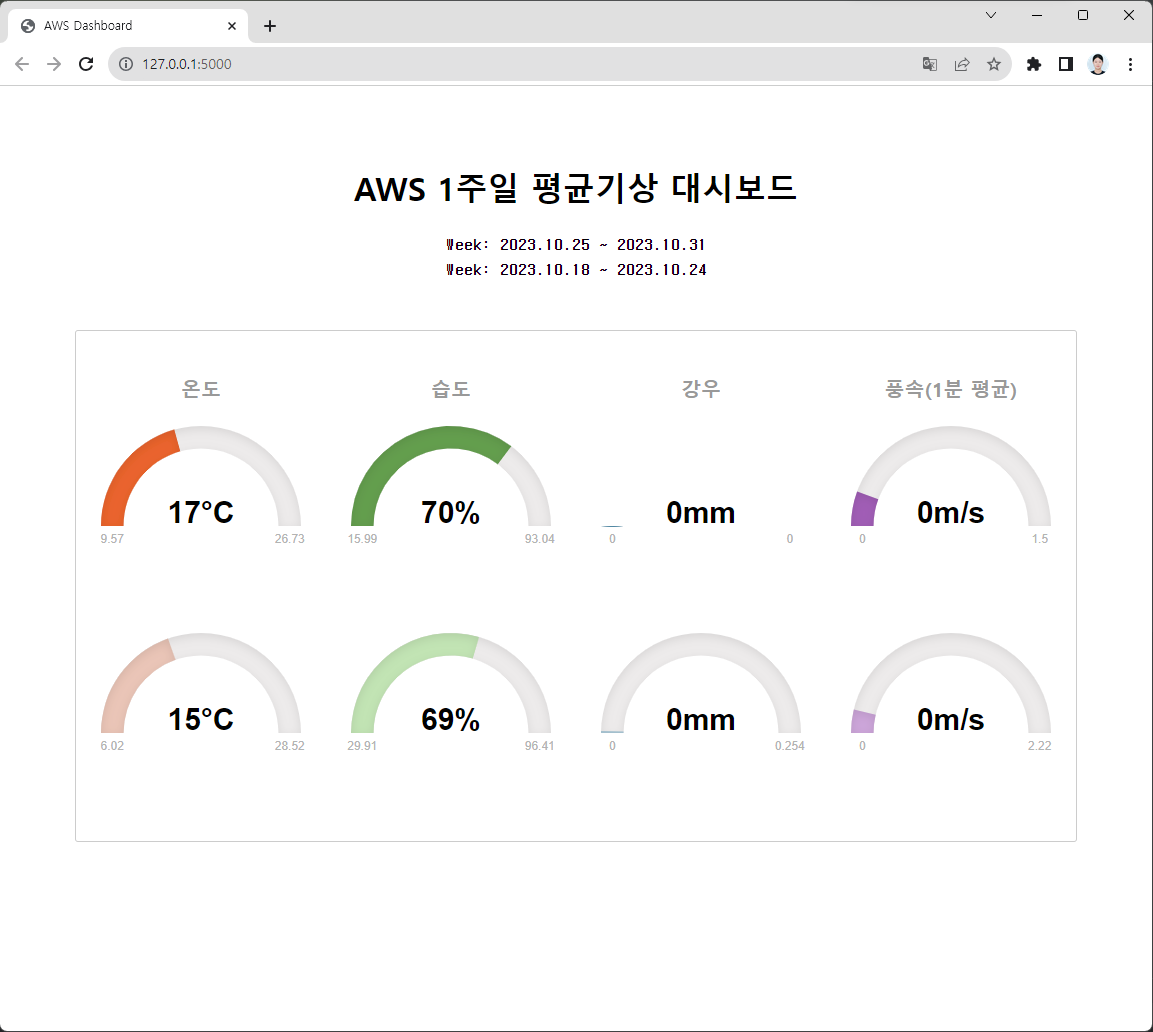 AWS Dashboard
127.0.0.1:5000
AWS 1주일 평균기상 대시보드
Week: 2023.10.25 ~ 2023.10.31
Week: 2023.10.18 ~ 2023.10.24
온도 습도 강우 풍속(1분 평균)
17°C 70% 0mm 0m/s
9.57 26.73 15.99 93.04 0 0 0 1.5
15°C 69% 0mm 0m/s
6.02 28.52 29.91 96.41 0 0.254 0 2.22